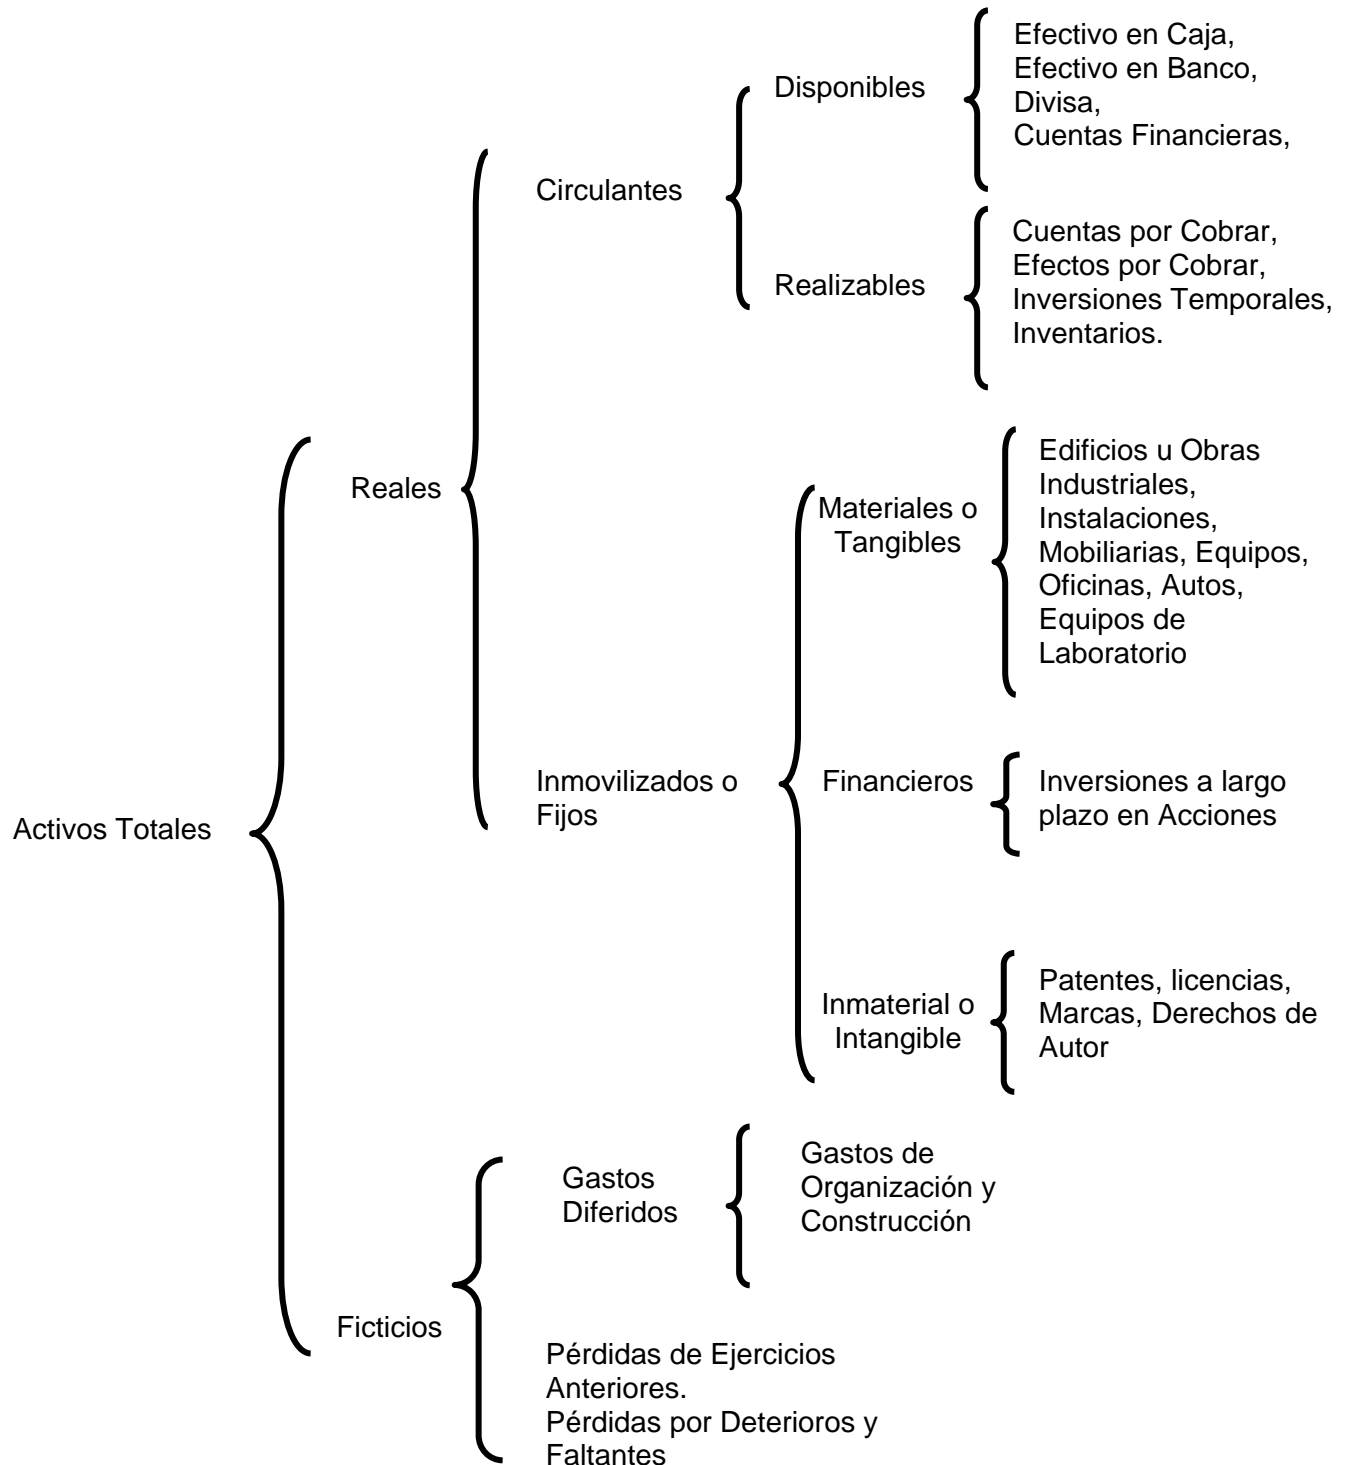 Efectivo en Caja,
Efectivo en Banco,
Divisa,
Cuentas Financieras,
Disponibles
Circulantes
Cuentas por Cobrar,
Efectos por Cobrar,
Inversiones Temporales,
Inventarios.
Realizables
Reales
Edificios u Obras
Industriales,
Instalaciones,
Mobiliarias, Equipos,
Oficinas, Autos,
Equipos de
Laboratorio
Materiales o
Tangibles
Inmovilizados o
Fijos
Financieros
Inversiones a largo
plazo en Acciones
Activos Totales
Inmaterial o
Intangible
Patentes, licencias,
Marcas, Derechos de
Autor
Gastos
Diferidos
Gastos de
Organización y
Construcción
Ficticios
Pérdidas de Ejercicios
Anteriores.
Pérdidas por Deterioros y
Faltantes